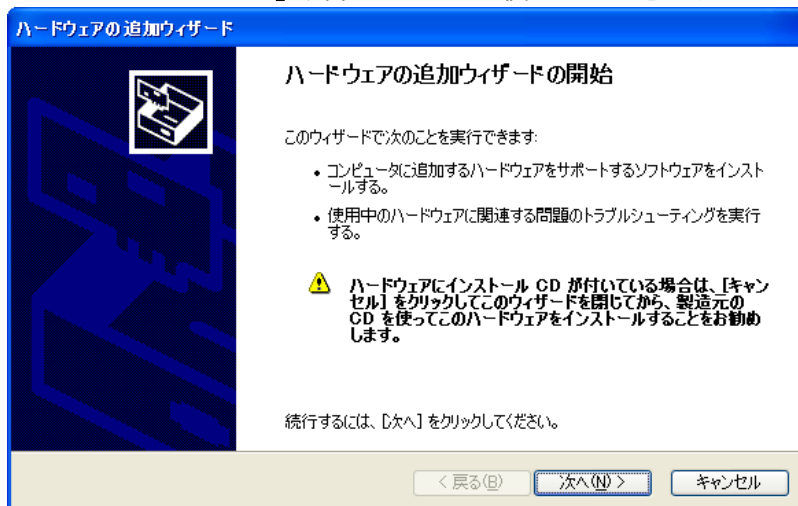 ハードウェアの追加ウィザード
ハードウェアの追加ウィザードの開始
このウィザードで次のことを実行できます:
• コンピュータに追加するハードウェアをサポートするソフトウェアをインスト
ールする。
• 使用中のハードウェアに関連する問題のトラブルシューティングを実行
する。
ハードウェアにインストール CD が付いている場合は、[キャン
セル] をクリックしてこのウィザードを閉じてから、製造元の
CD を使ってこのハードウェアをインストールすることをお勧め
します。
続行するには、[次へ] をクリックしてください。
< 戻る(B)
次へ(N) >
キャンセル